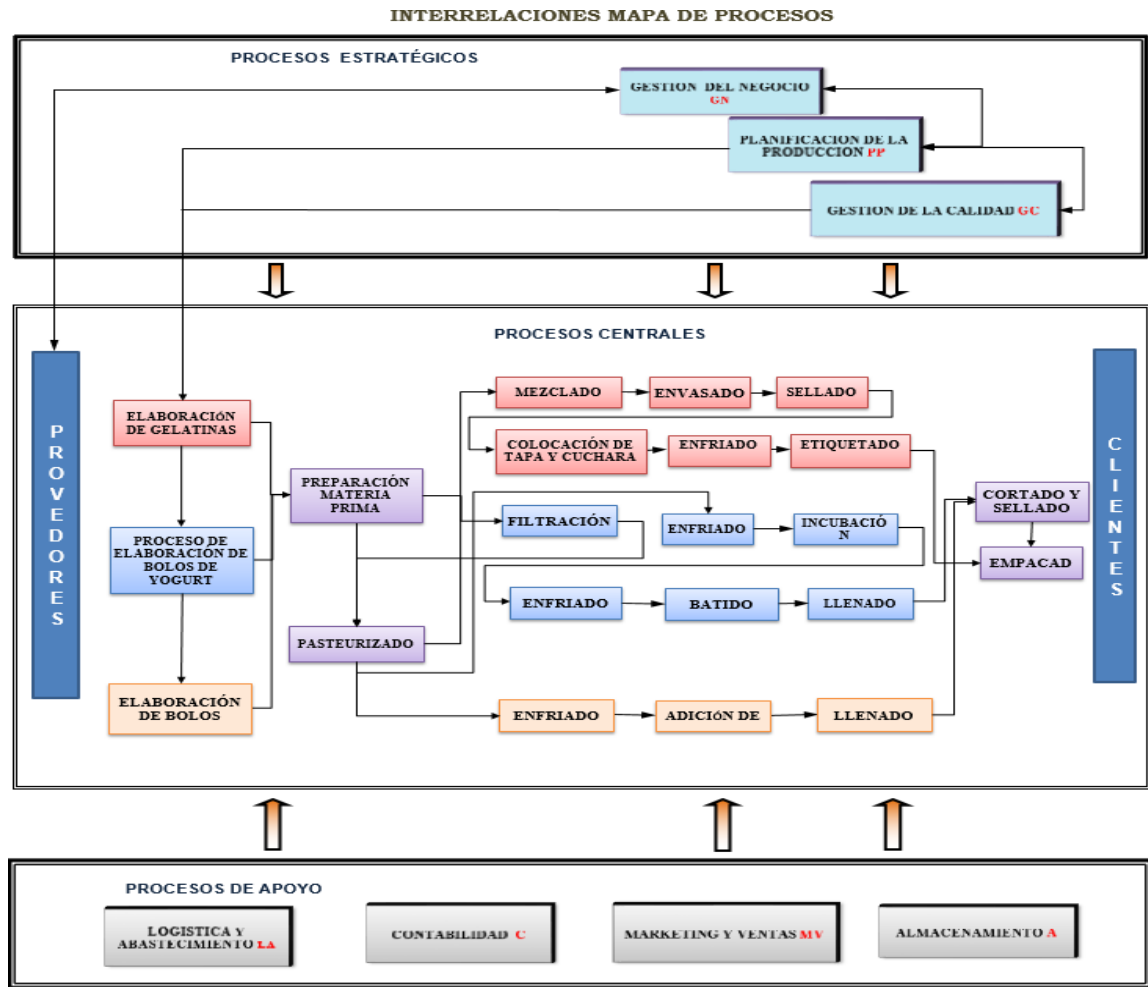 INTERRELACIONES MAPA DE PROCESOS
PROCESOS ESTRATÉGICOS
GESTION DEL NEGOCIO
GN
PLANIFICACION DE LA
PRODUCCION PP
GESTION DE LA CALIDAD GC
PROCESOS CENTRALES
PROVEDORES
ELABORACIÓN
DE GELATINAS
PROCESO DE
ELABORACIÓN DE
BOLOS DE
YOGURT
ELABORACIÓN
DE BOLOS
PREPARACIÓN
MATERIA
PRIMA
PASTEURIZADO
MEZCLADO
ENVASADO
SELLADO
COLOCACIÓN DE
TAPA Y CUCHARA
ENFRIADO
ETIQUETADO
FILTRACIÓN
ENFRIADO
INCUBACIÓ
N
ENFRIADO
BATIDO
LLENADO
ENFRIADO
ADICIÓN DE
LLENADO
CORTADO Y
SELLADO
EMPACAD
CLIENTES
PROCESOS DE APOYO
LOGISTICA Y
ABASTECIMIENTO LA
CONTABILIDAD C
MARKETING Y VENTAS MV
ALMACENAMIENTO A